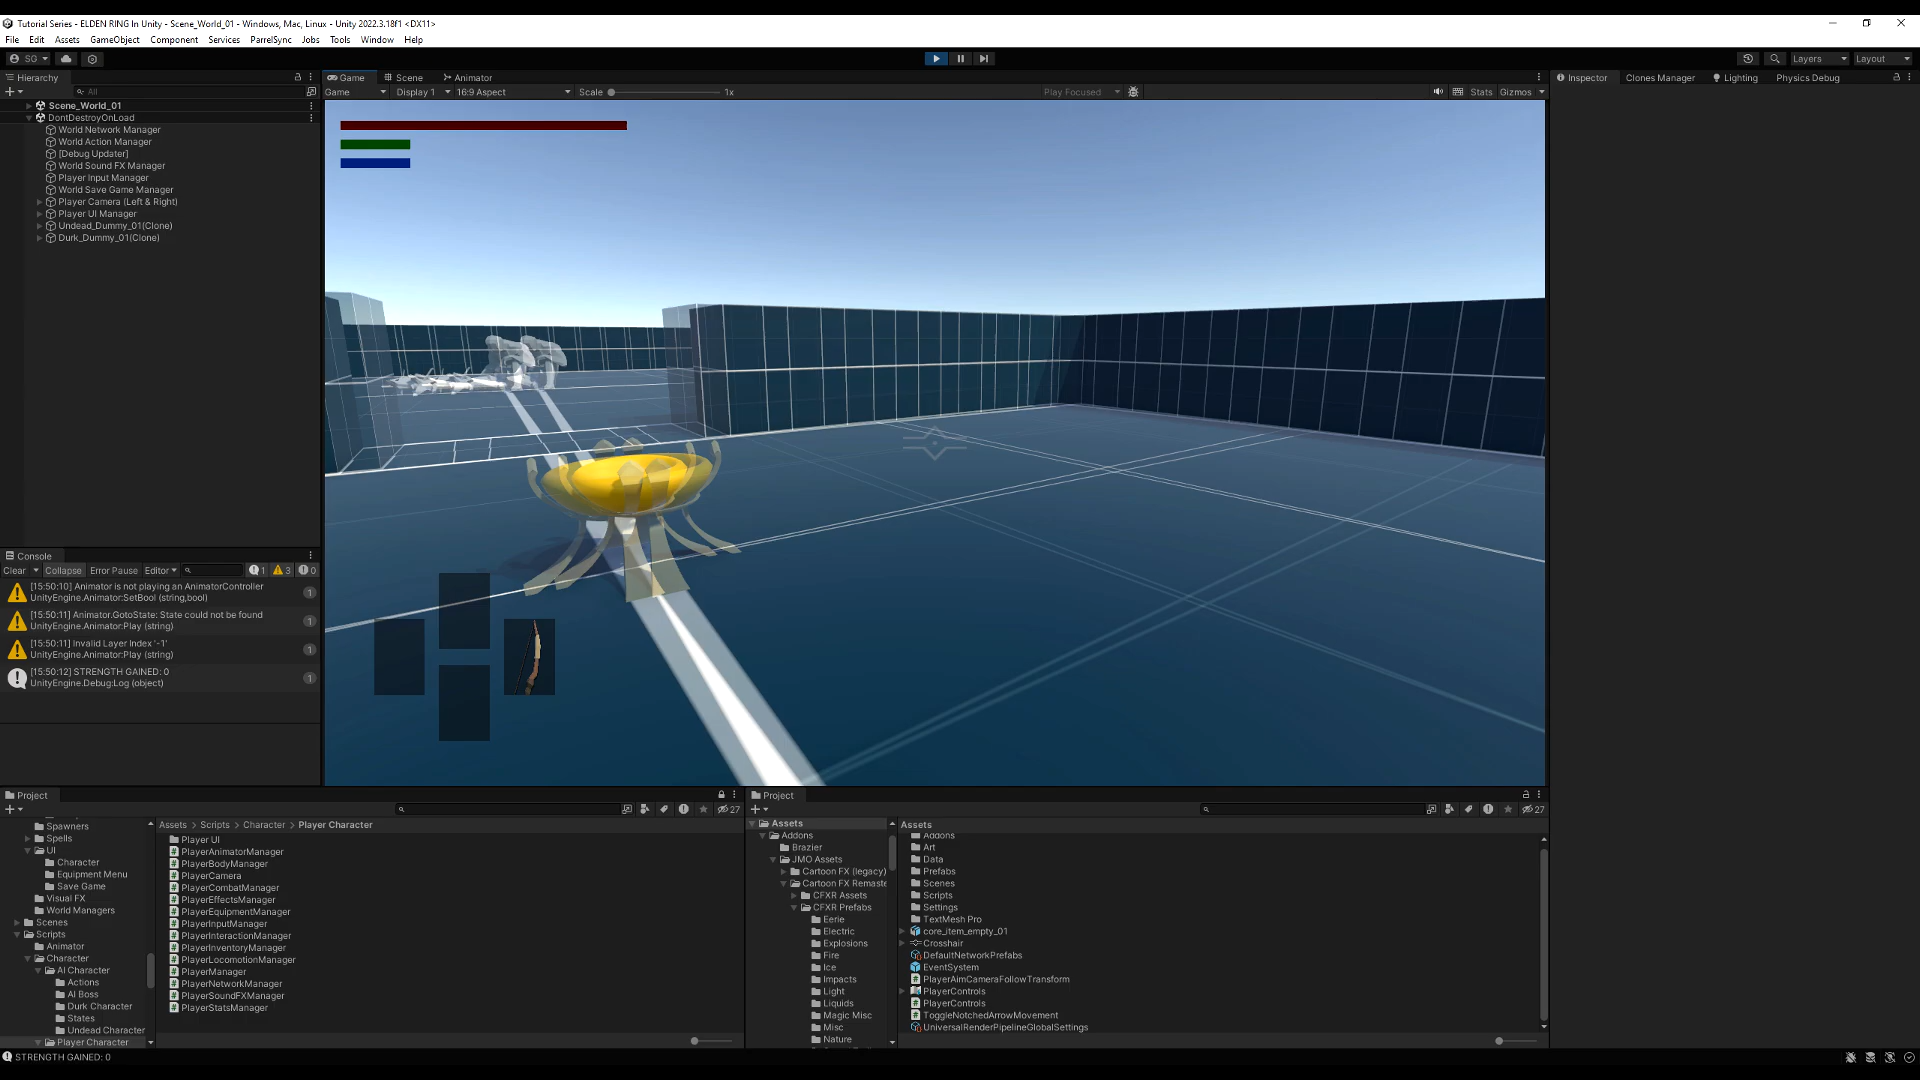 Tutorial Series - ELDEN RING In Unity - Scene_World_01 - Windows, Mac, Linux - Unity 2022.3.18f1 <DX11>
File Edit Assets GameObject Component Services ParrelSync Jobs Tools Window Help
SG Layers Layout
Hierarchy Game Scene Animator Inspector Clones Manager Lighting Physics Debug
All Game Display 1 16:9 Aspect Scale 1x Play Focused Stats Gizmos
Scene_World_01
DontDestroyOnLoad
World Network Manager
World Action Manager
[Debug Updater]
World Sound FX Manager
Player Input Manager
World Save Game Manager
Player Camera (Left & Right)
Player UI Manager
Undead_Dummy_01(Clone)
Durk_Dummy_01(Clone)
Console
Clear Collapse Error Pause Editor 1 3 0
[15:50:10] Animator is not playing an AnimatorController
UnityEngine.Animator:SetBool (string,bool)
1
[15:50:11] Animator.GotoState: State could not be found
UnityEngine.Animator:Play (string)
1
[15:50:11] Invalid Layer Index '-1'
UnityEngine.Animator:Play (string)
1
[15:50:12] STRENGTH GAINED: 0
UnityEngine.Debug:Log (object)
1
Project
27
Spawners
Spells
UI
Character
Equipment Menu
Save Game
Visual FX
World Managers
Scenes
Scripts
Animator
Character
AI Character
Actions
AI Boss
Durk Character
States
Undead Character
Player Character
Assets > Scripts > Character > Player Character
Player UI
PlayerAnimatorManager
PlayerBodyManager
PlayerCamera
PlayerCombatManager
PlayerEffectsManager
PlayerEquipmentManager
PlayerInputManager
PlayerInteractionManager
PlayerInventoryManager
PlayerLocomotionManager
PlayerManager
PlayerNetworkManager
PlayerSoundFXManager
PlayerStatsManager
Project
27
Assets
Addons
Brazier
JMO Assets
Cartoon FX (legacy)
Cartoon FX Remaste
CFXR Assets
CFXR Prefabs
Eerie
Electric
Explosions
Fire
Ice
Impacts
Light
Liquids
Magic Misc
Misc
Nature
Assets
Addons
Art
Data
Prefabs
Scenes
Scripts
Settings
TextMesh Pro
core_item_empty_01
Crosshair
DefaultNetworkPrefabs
EventSystem
PlayerAimCameraFollowTransform
PlayerControls
PlayerControls
ToggleNotchedArrowMovement
UniversalRenderPipelineGlobalSettings
STRENGTH GAINED: 0